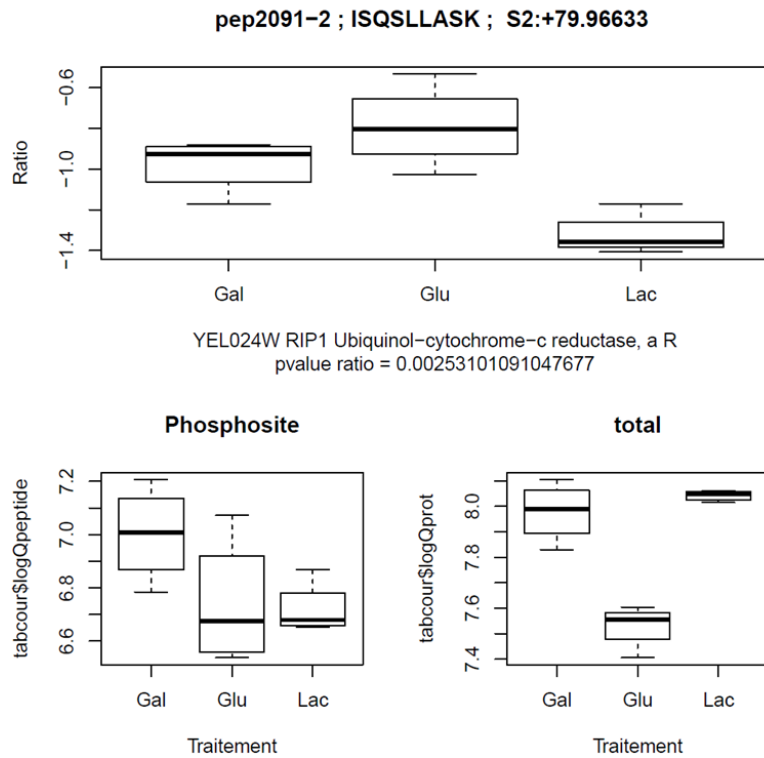 pep2091−2 ; ISQSLLASK ; S2:+79.96633
Ratio
−0.6
−1.0
−1.4
Gal Glu Lac
YEL024W RIP1 Ubiquinol−cytochrome−c reductase, a R
pvalue ratio = 0.00253101091047677
Phosphosite
tabcour$logQpeptide
7.2
7.0
6.8
6.6
Gal Glu Lac
Traitement
total
tabcour$logQprot
8.0
7.8
7.6
7.4
Gal Glu Lac
Traitement